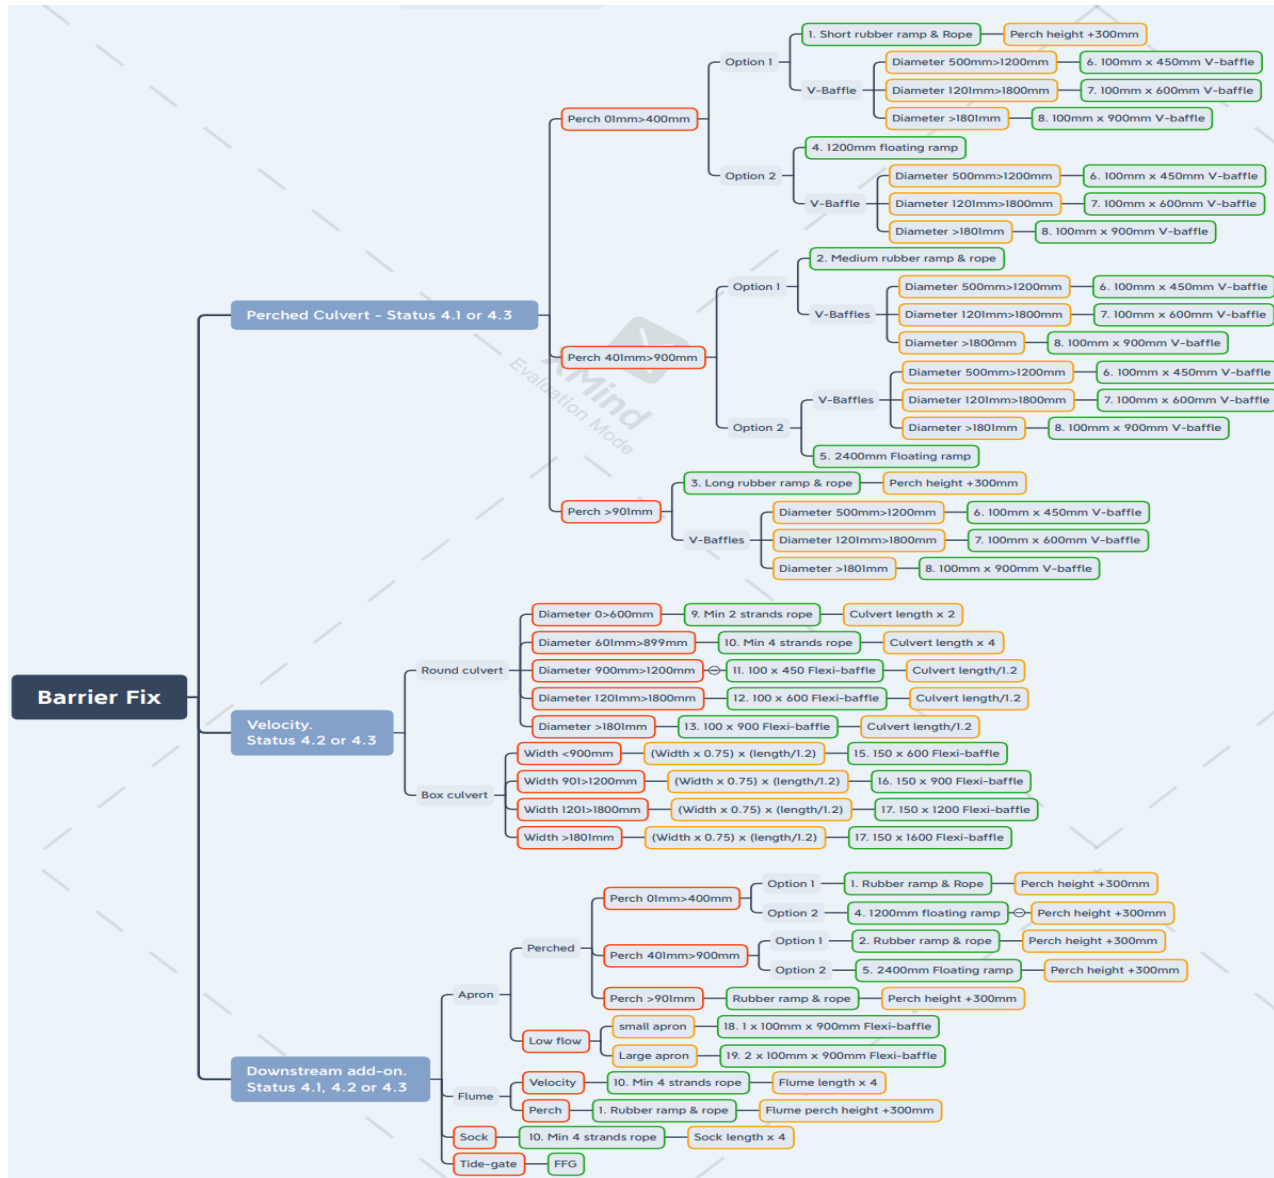 Barrier Fix
Perched Culvert - Status 4.1 or 4.3
Perch 01mm>400mm
Option 1
1. Short rubber ramp & Rope
Perch height +300mm
V-Baffle
Diameter 500mm>1200mm
6. 100mm x 450mm V-baffle
Diameter 1201mm>1800mm
7. 100mm x 600mm V-baffle
Diameter >1801mm
8. 100mm x 900mm V-baffle
Option 2
4. 1200mm floating ramp
V-Baffle
Diameter 500mm>1200mm
6. 100mm x 450mm V-baffle
Diameter 1201mm>1800mm
7. 100mm x 600mm V-baffle
Diameter >1801mm
8. 100mm x 900mm V-baffle
Perch 401mm>900mm
Option 1
2. Medium rubber ramp & rope
V-Baffles
Diameter 500mm>1200mm
6. 100mm x 450mm V-baffle
Diameter 1201mm>1800mm
7. 100mm x 600mm V-baffle
Diameter >1800mm
8. 100mm x 900mm V-baffle
Option 2
V-Baffles
Diameter 500mm>1200mm
6. 100mm x 450mm V-baffle
Diameter 1201mm>1800mm
7. 100mm x 600mm V-baffle
Diameter >1801mm
8. 100mm x 900mm V-baffle
5. 2400mm Floating ramp
Perch >901mm
3. Long rubber ramp & rope
Perch height +300mm
V-Baffles
Diameter 500mm>1200mm
6. 100mm x 450mm V-baffle
Diameter 1201mm>1800mm
7. 100mm x 600mm V-baffle
Diameter >1801mm
8. 100mm x 900mm V-baffle
XMind
Evaluation Mode
Velocity.
Status 4.2 or 4.3
Round culvert
Diameter 0>600mm
9. Min 2 strands rope
Culvert length x 2
Diameter 601mm>899mm
10. Min 4 strands rope
Culvert length x 4
Diameter 900mm>1200mm
11. 100 x 450 Flexi-baffle
Culvert length/1.2
Diameter 1201mm>1800mm
12. 100 x 600 Flexi-baffle
Culvert length/1.2
Diameter >1801mm
13. 100 x 900 Flexi-baffle
Culvert length/1.2
Box culvert
Width <900mm
(Width x 0.75) x (length/1.2)
15. 150 x 600 Flexi-baffle
Width 901>1200mm
(Width x 0.75) x (length/1.2)
16. 150 x 900 Flexi-baffle
Width 1201>1800mm
(Width x 0.75) x (length/1.2)
17. 150 x 1200 Flexi-baffle
Width >1801mm
(Width x 0.75) x (length/1.2)
17. 150 x 1600 Flexi-baffle
Downstream add-on.
Status 4.1, 4.2 or 4.3
Apron
Perched
Perch 01mm>400mm
Option 1
1. Rubber ramp & Rope
Perch height +300mm
Option 2
4. 1200mm floating ramp
Perch height +300mm
Perch 401mm>900mm
Option 1
2. Rubber ramp & rope
Perch height +300mm
Option 2
5. 2400mm Floating ramp
Perch height +300mm
Perch >901mm
Rubber ramp & rope
Perch height +300mm
Low flow
small apron
18. 1 x 100mm x 900mm Flexi-baffle
Large apron
19. 2 x 100mm x 900mm Flexi-baffle
Flume
Velocity
10. Min 4 strands rope
Flume length x 4
Perch
1. Rubber ramp & rope
Flume perch height +300mm
Sock
10. Min 4 strands rope
Sock length x 4
Tide-gate
FFG